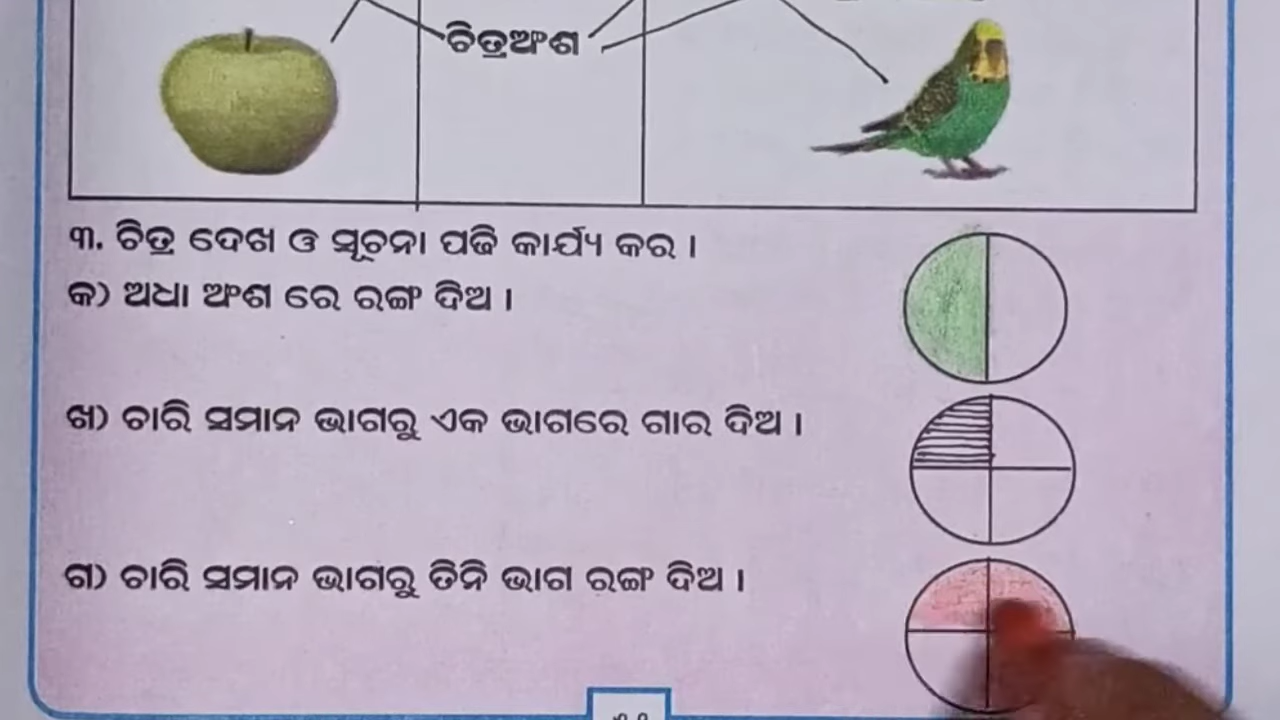 ଚିତ୍ରଅଂଶ
୩. ଚିତ୍ର ଦେଖ ଓ ସୂଚନା ପଢି କାର୍ଯ୍ୟ କର ।
କ) ଅଧା ଅଂଶ ରେ ରଙ୍ଗ ଦିଅ ।
ଖ) ଚାରି ସମାନ ଭାଗରୁ ଏକ ଭାଗରେ ଗାର ଦିଅ ।
ଗ) ଚାରି ସମାନ ଭାଗରୁ ତିନି ଭାଗ ରଙ୍ଗ ଦିଅ ।